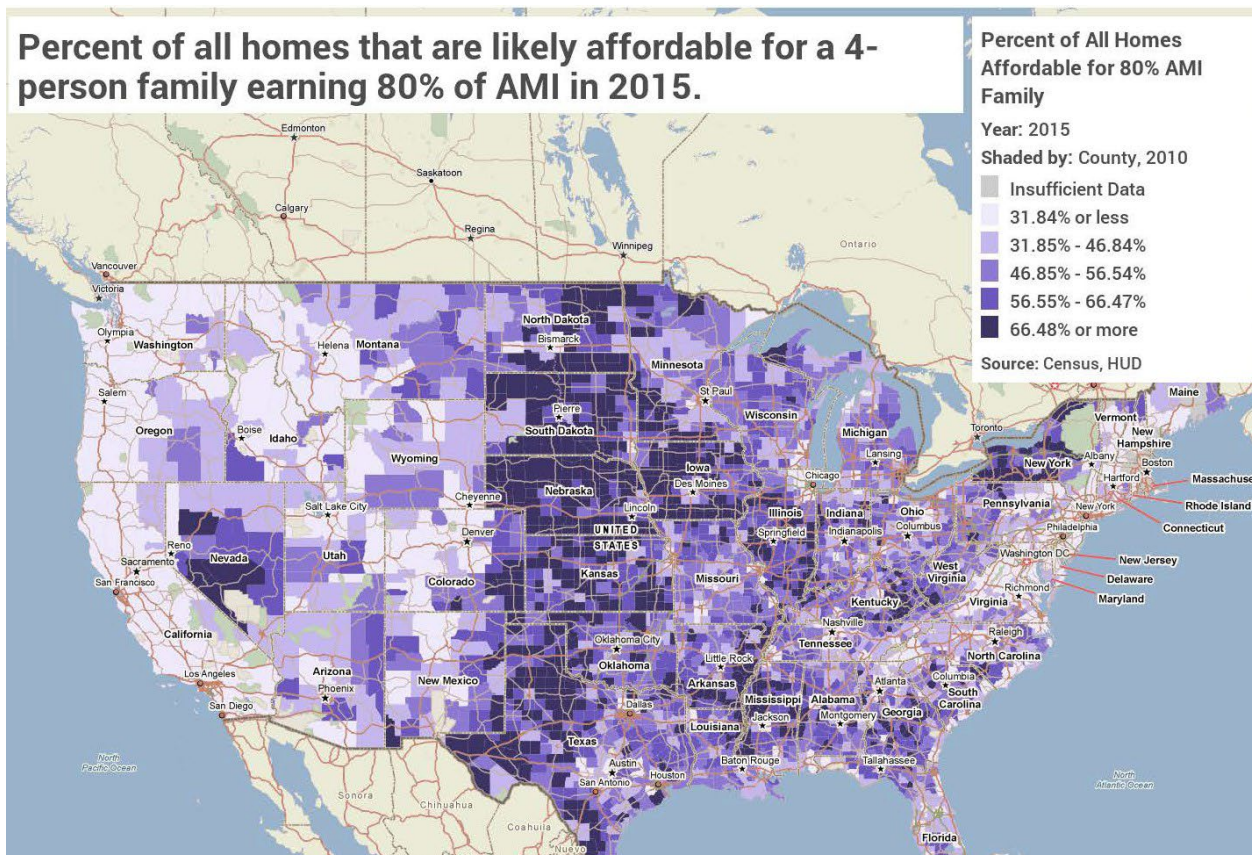 Percent of all homes that are likely affordable for a 4-
person family earning 80% of AMI in 2015.
Percent of All Homes
Affordable for 80% AMI
Family
Year: 2015
Shaded by: County, 2010
Insufficient Data
31.84% or less
31.85% - 46.84%
46.85% - 56.54%
56.55% - 66.47%
66.48% or more
Source: Census, HUD
Edmonton
Saskatoon
Calgary
Regina
Winnipeg
Ontario
Vancouver
Victoria
Olympia
Washington
Helena
Montana
North Dakota
Bismarck
Minnesota
St Paul
Wisconsin
Michigan
Lansing
Toronto
Vermont
Maine
New
Hampshire
New York
Albany
Boston
Hartford
Massachuse
Rhode Island
Connecticut
Salem
Oregon
Boise
Idaho
Wyoming
Pierre
South Dakota
Iowa
Des Moines
Chicago
Nebraska
Lincoln
Cheyenne
Salt Lake City
Denver
Utah
Colorado
UNITED
STATES
Kansas
Missouri
Illinois
Springfield
Indiana
Indianapolis
Ohio
Columbus
Pennsylvania
New York
Philadelphia
Washington DC
New Jersey
Delaware
Maryland
West
Virginia
Virginia
Richmond
Kentucky
Nashville
Tennessee
Raleigh
North Carolina
Columbia
South
Carolina
Reno
Nevada
Sacramento
San Francisco
California
Los Angeles
San Diego
Arizona
Phoenix
New Mexico
Oklahoma City
Oklahoma
Little Rock
Arkansas
Mississippi
Jackson
Alabama
Montgomery
Atlanta
Georgia
Dallas
Texas
Austin
San Antonio
Houston
Louisiana
Baton Rouge
Tallahassee
Florida
North
Pacific Ocean
North
Atlantic Ocean
Sonora
Chihuahua
Coahuila
Nuevo